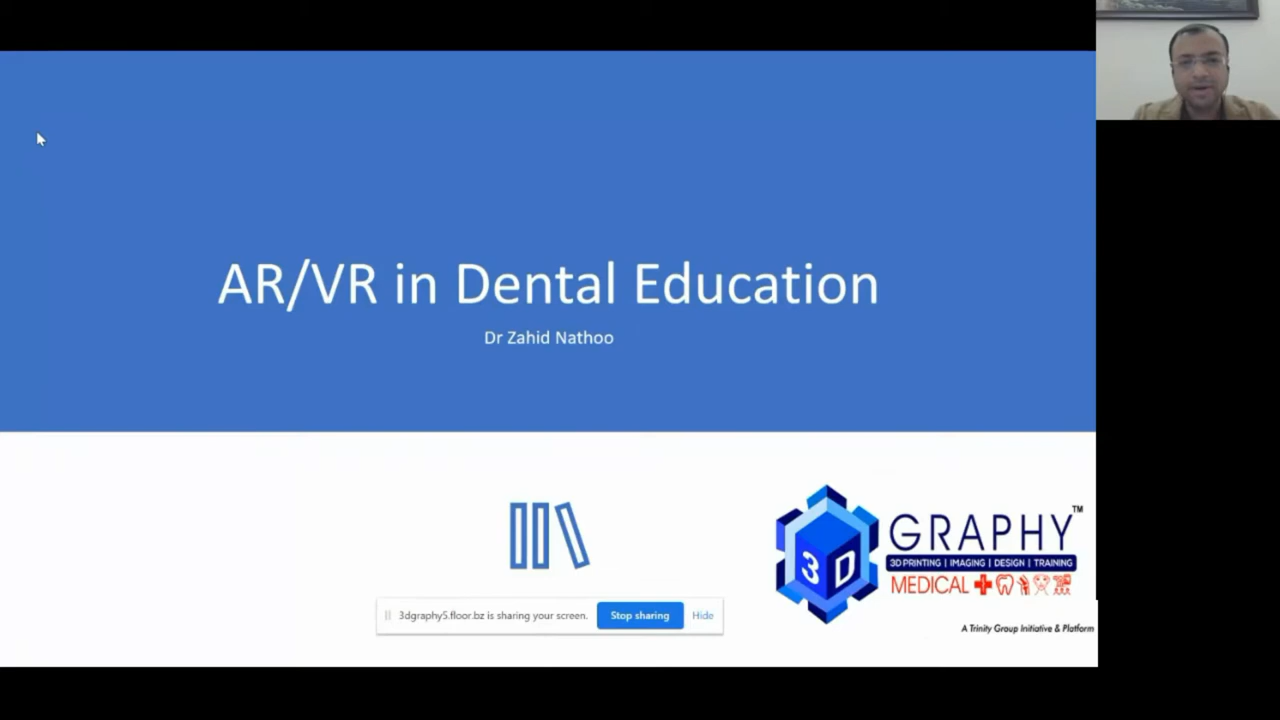 AR/VR in Dental Education
Dr Zahid Nathoo
3D GRAPHY™
3D PRINTING | IMAGING | DESIGN | TRAINING
MEDICAL
3dgraphy5.floor.bz is sharing your screen. Stop sharing Hide
A Trinity Group Initiative & Platform